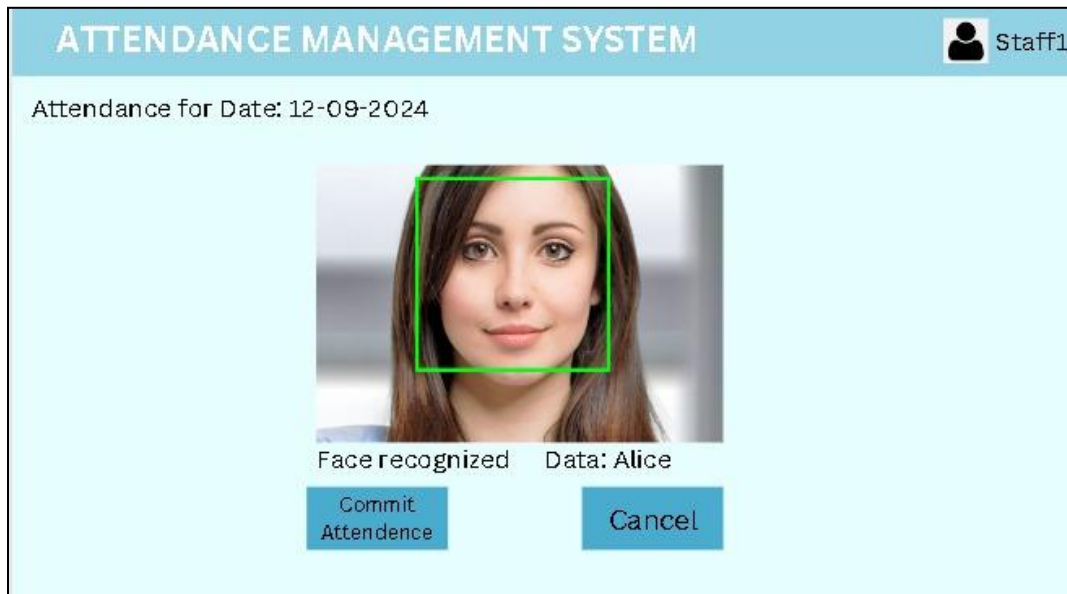 ATTENDANCE MANAGEMENT SYSTEM
Staff1
Attendance for Date: 12-09-2024
Face recognized Data: Alice
Commit
Attendence
Cancel